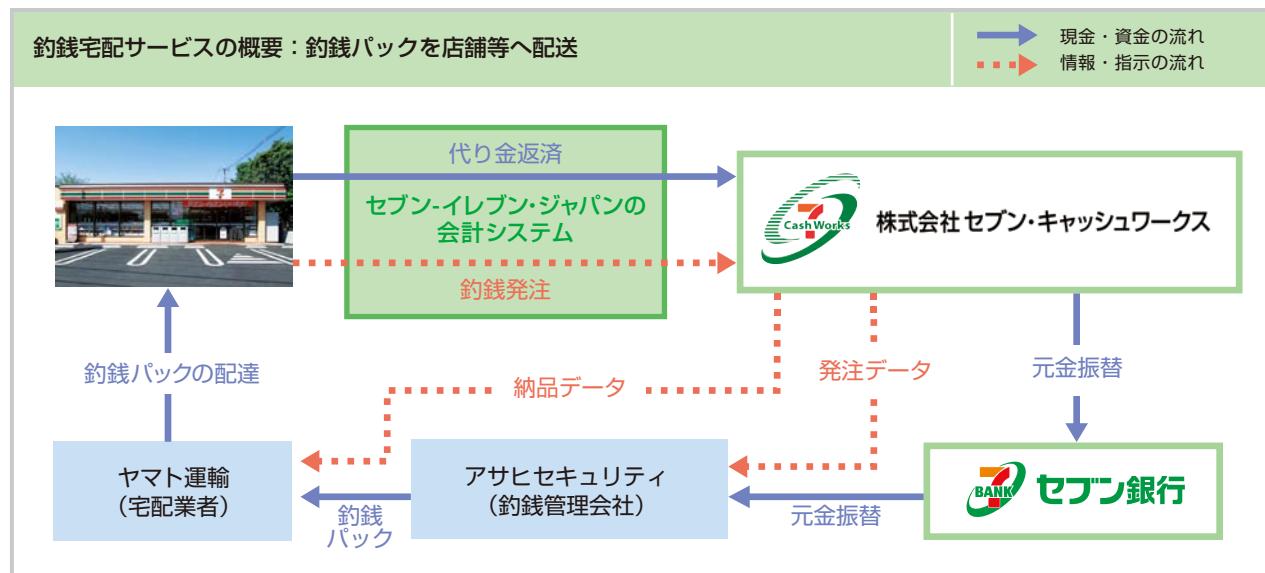 釣銭宅配サービスの概要：釣銭パックを店舗等へ配送
現金・資金の流れ
情報・指示の流れ
代り金返済
セブン-イレブン・ジャパンの
会計システム
釣銭発注
7
Cash Works
株式会社 セブン・キャッシュワークス
釣銭パックの配達
納品データ
発注データ
元金振替
ヤマト運輸
（宅配業者）
釣銭
パック
アサヒセキュリティ
（釣銭管理会社）
元金振替
7
BANK
セブン銀行